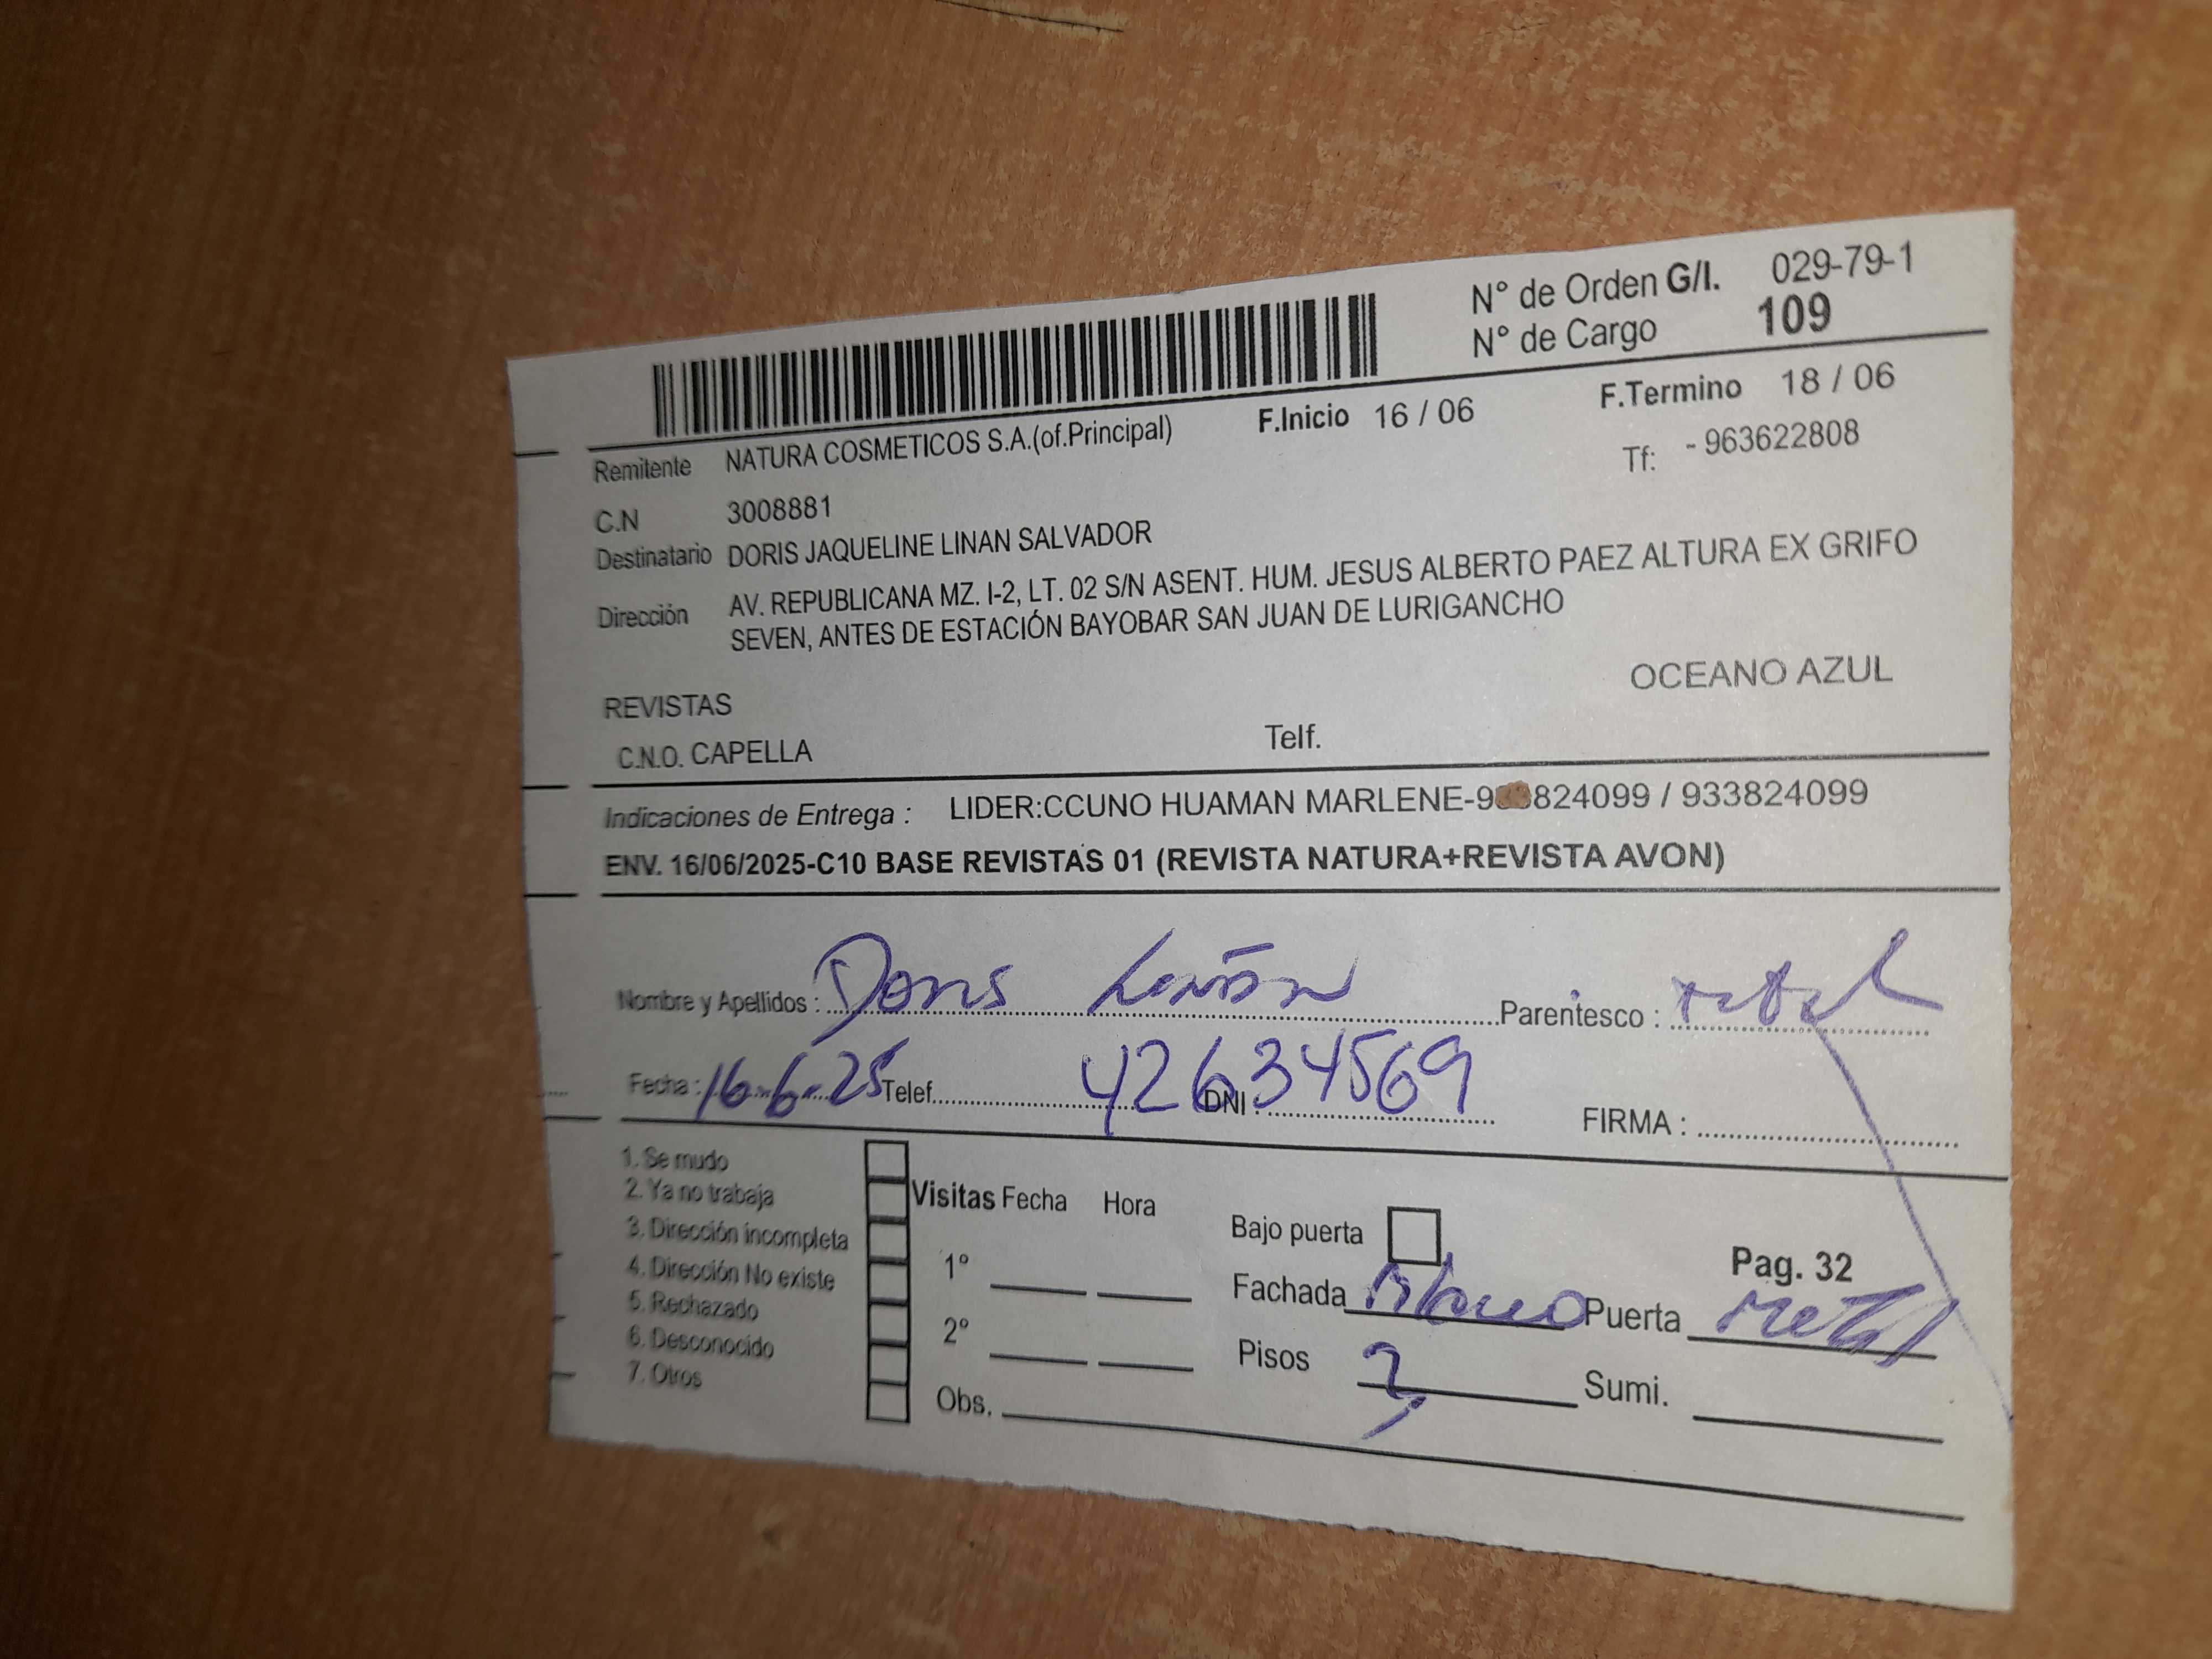 N° de Orden G/I. 029-79-1
N° de Cargo 109
F.Inicio 16 / 06 F.Termino 18 / 06
Remitente NATURA COSMETICOS S.A.(of.Principal) Tf: - 963622808
C.N 3008881
Destinatario DORIS JAQUELINE LINAN SALVADOR
Dirección AV. REPUBLICANA MZ. I-2, LT. 02 S/N ASENT. HUM. JESUS ALBERTO PAEZ ALTURA EX GRIFO
SEVEN, ANTES DE ESTACIÓN BAYOBAR SAN JUAN DE LURIGANCHO
OCEANO AZUL
REVISTAS
C.N.O. CAPELLA Telf.
Indicaciones de Entrega : LIDER:CCUNO HUAMAN MARLENE- / 933824099
ENV. 16/06/2025-C10 BASE REVISTAS 01 (REVISTA NATURA+REVISTA AVON)
Nombre y Apellidos : Doris Liñán Parentesco :
Fecha : 16-6-25 Telef. DNI : 42634569 FIRMA :
1. Se mudo
2. Ya no trabaja
3. Dirección incompleta
4. Dirección No existe
5. Rechazado
6. Desconocido
7. Otros
Visitas Fecha Hora
1°
2°
Obs.
Bajo puerta
Pag. 32
Fachada Blanco Puerta Metal
Pisos Sumi.